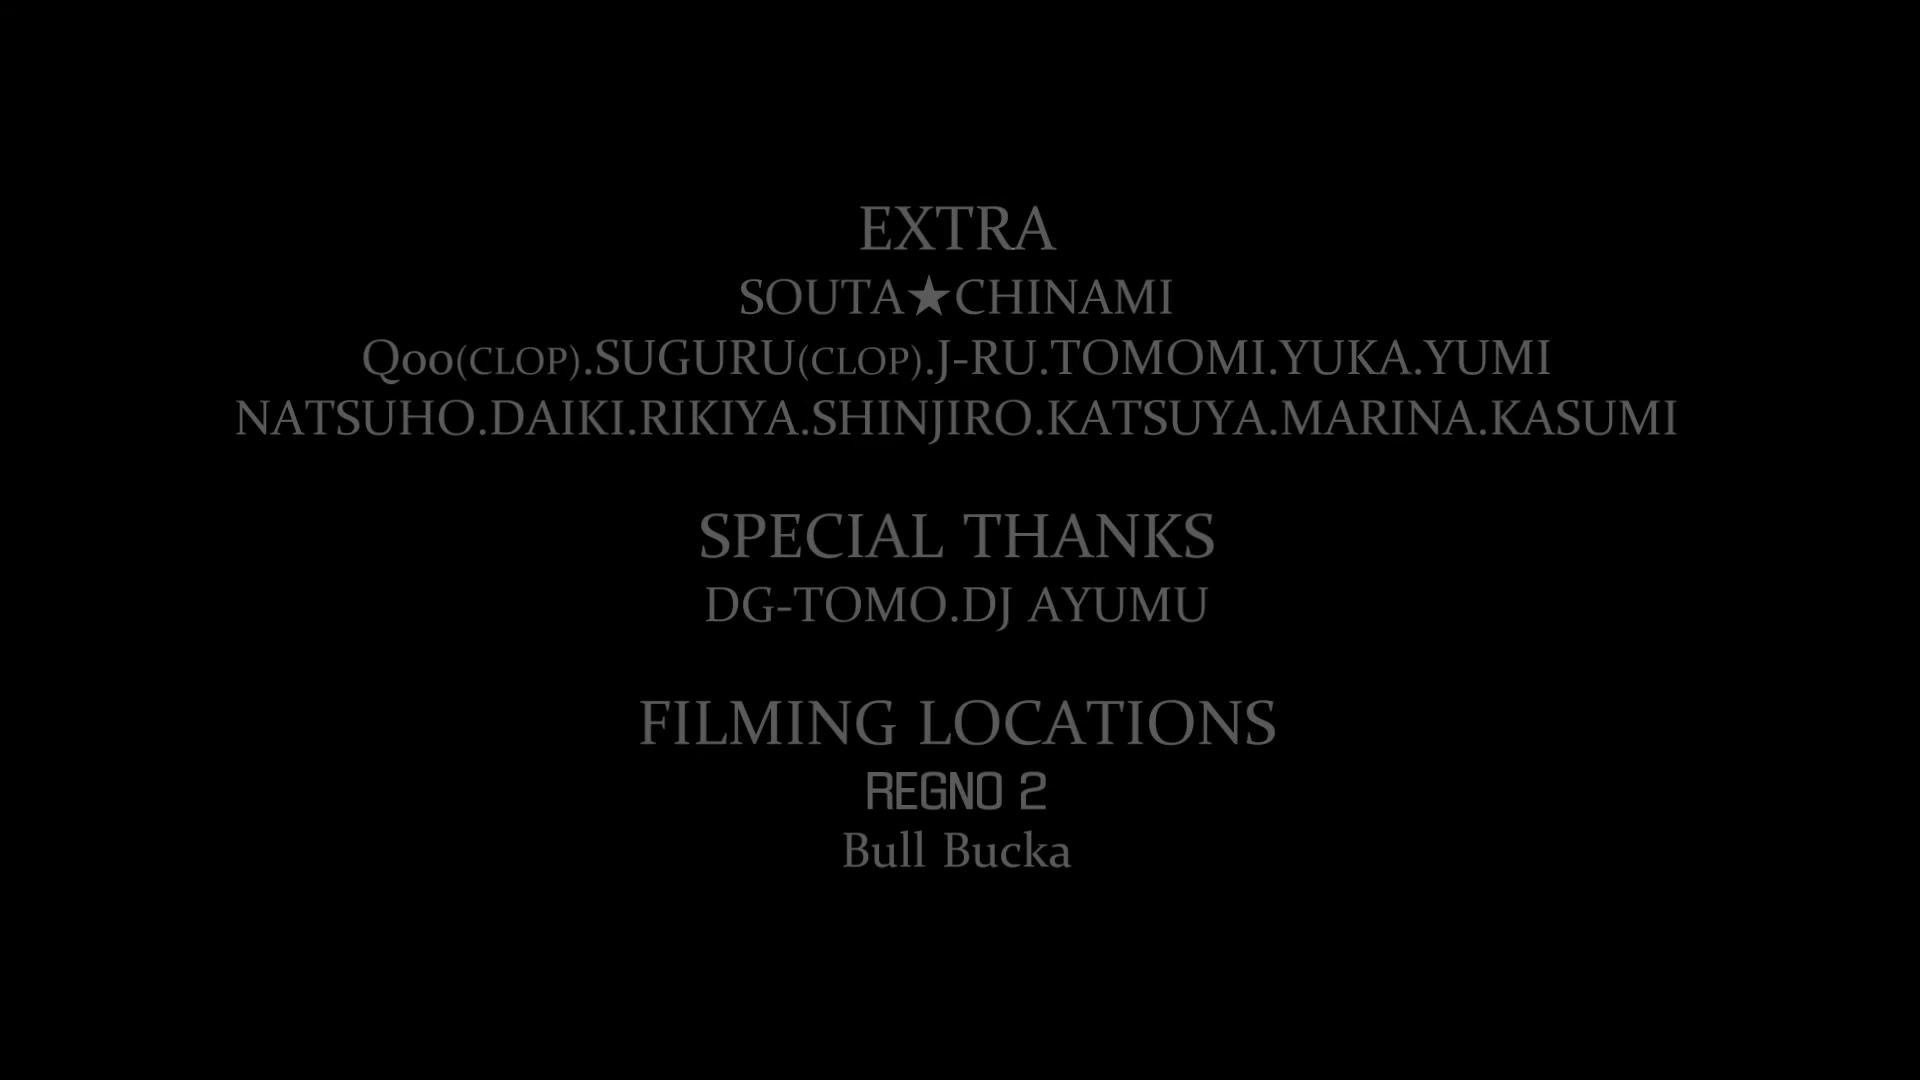 EXTRA
SOUTA★CHINAMI
Qoo(CLOP).SUGURU(CLOP).J-RU.TOMOMI.YUKA.YUMI
NATSUHO.DAIKI.RIKIYA.SHINJIRO.KATSUYA.MARINA.KASUMI
SPECIAL THANKS
DG-TOMO.DJ AYUMU
FILMING LOCATIONS
REGNO 2
Bull Bucka